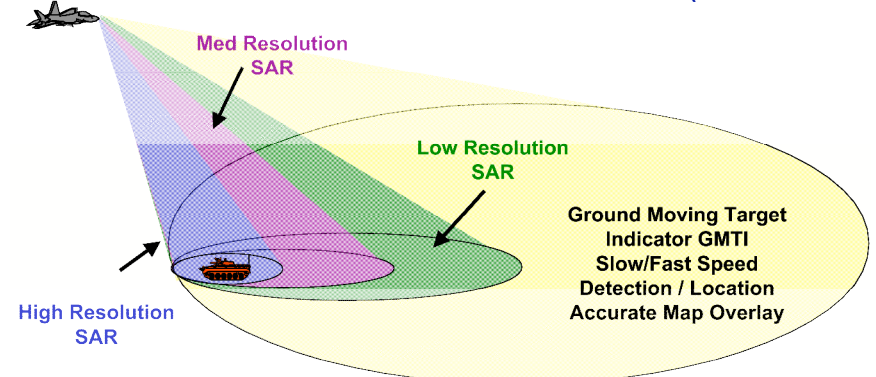 Med Resolution
SAR
Low Resolution
SAR
Ground Moving Target
Indicator GMTI
Slow/Fast Speed
Detection / Location
Accurate Map Overlay
High Resolution
SAR